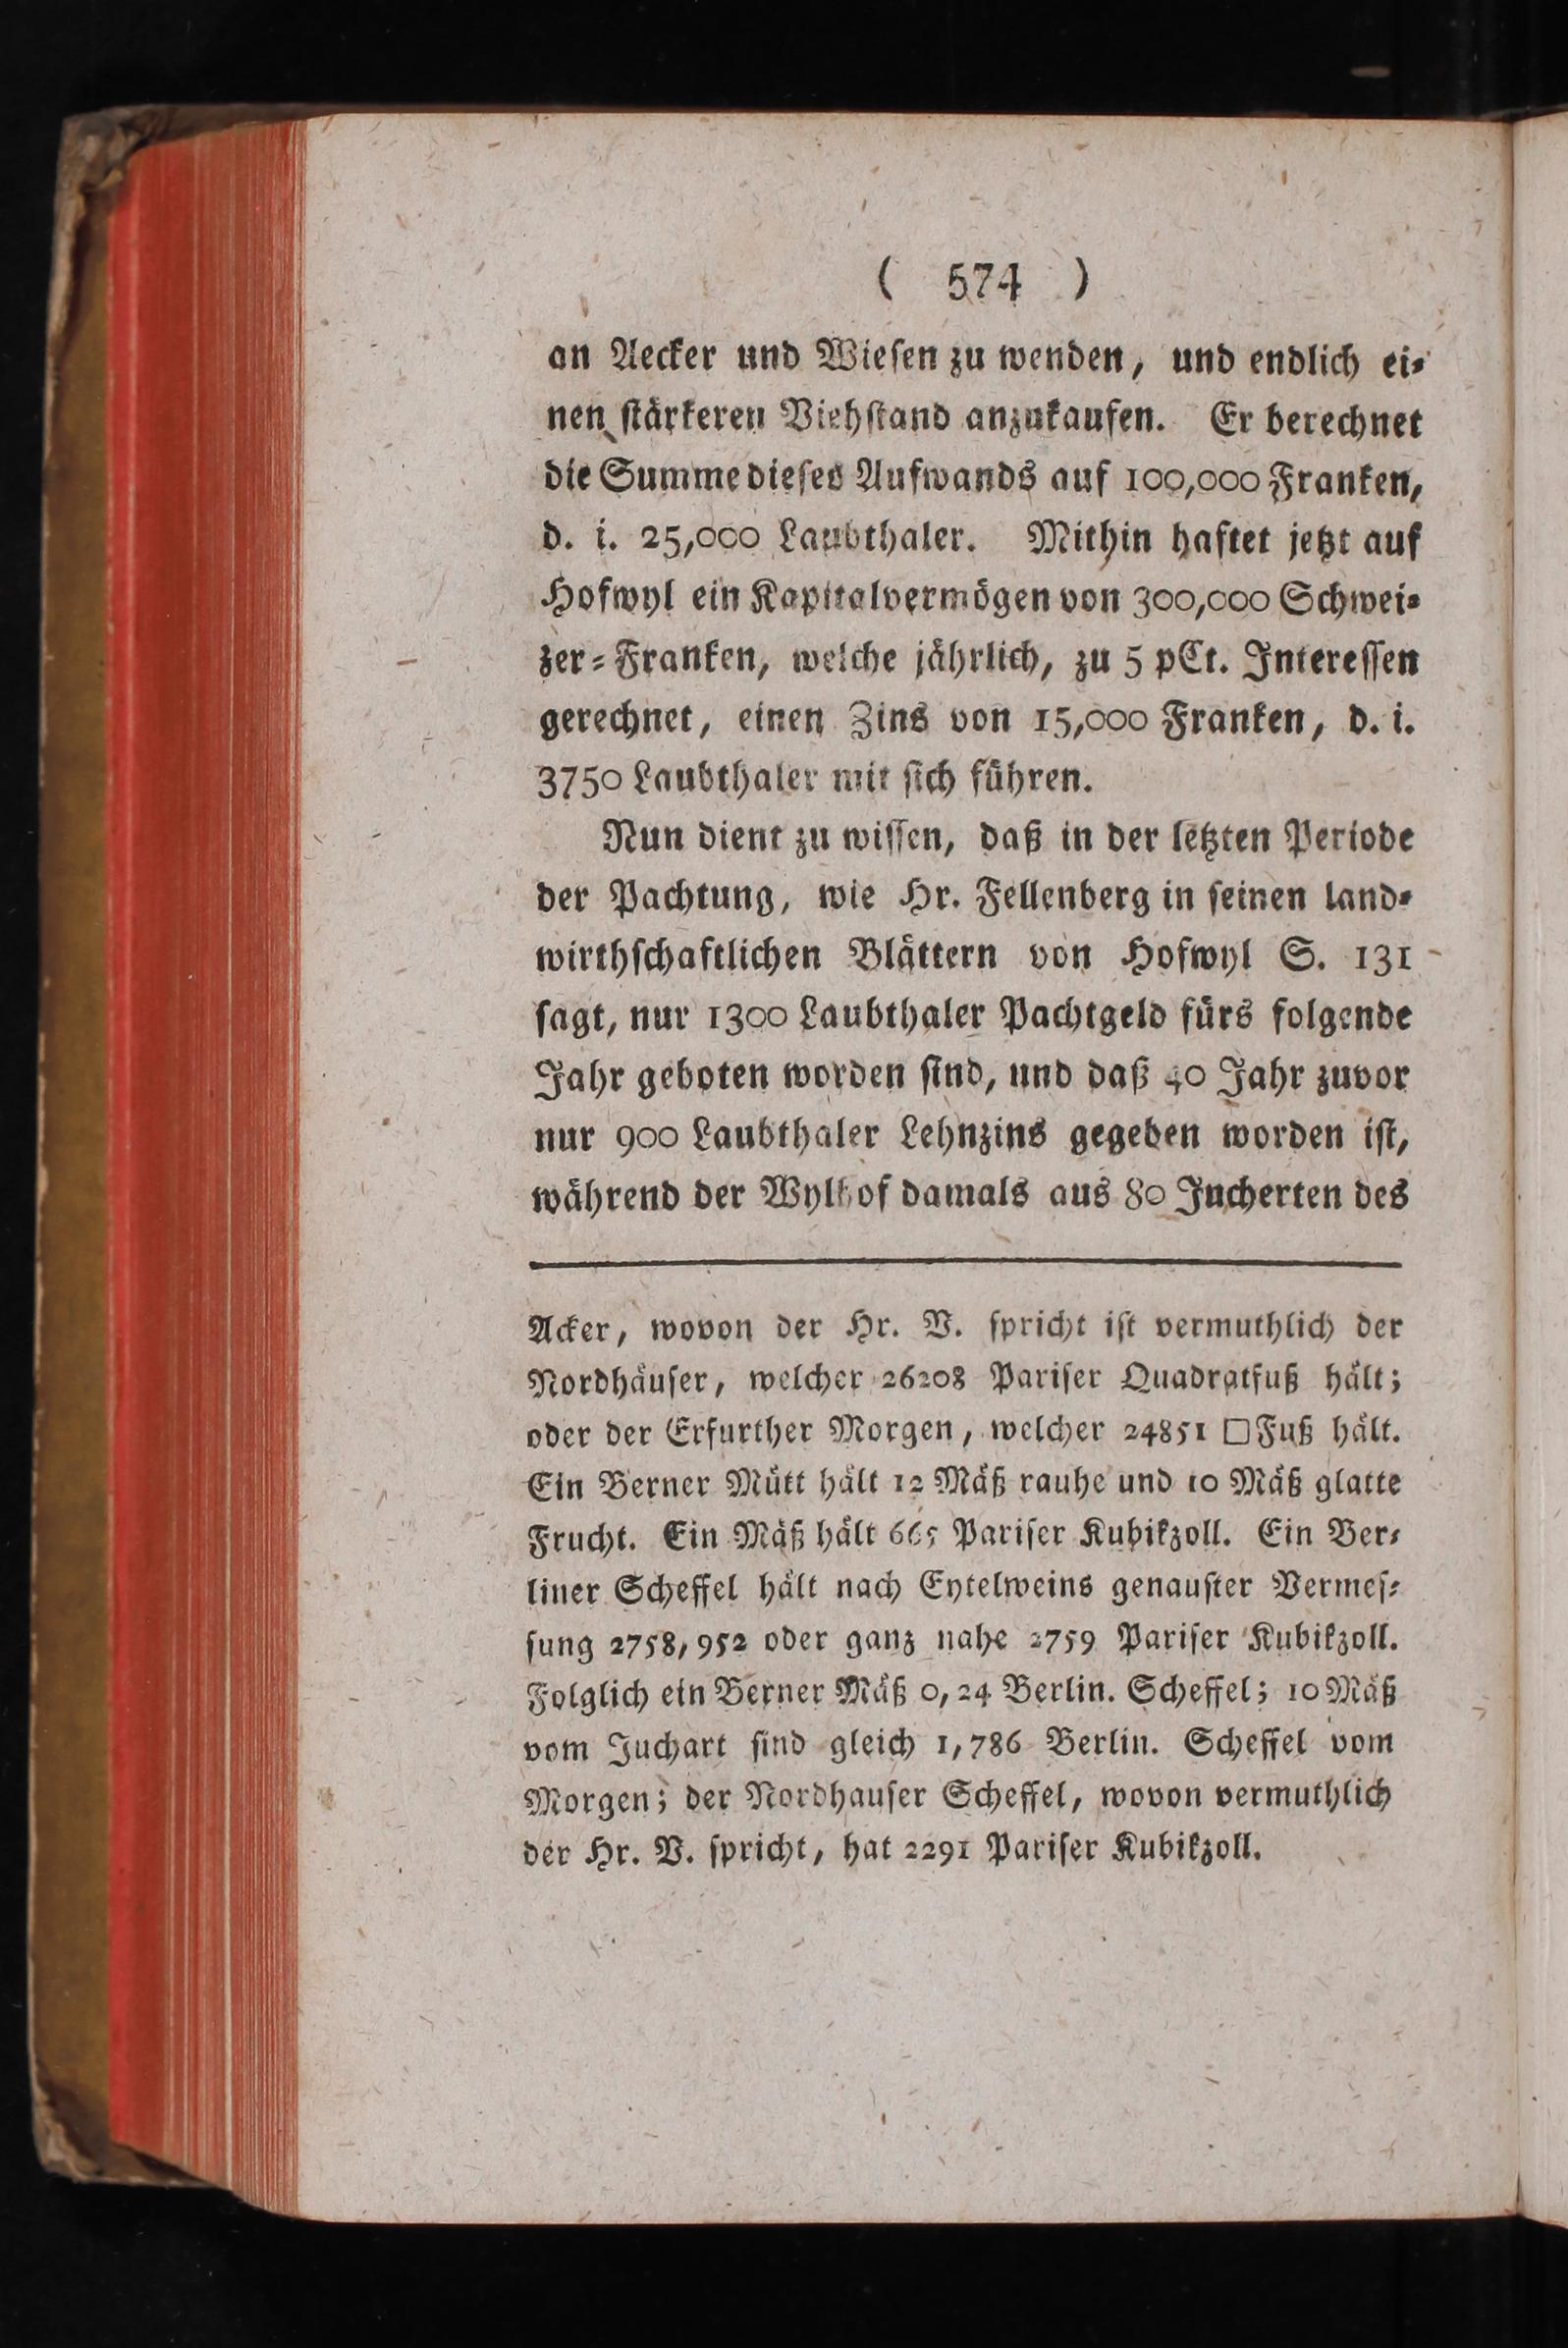 ( 574 )
an Aecker und Wiesen zu wenden, und endlich ei-
nen stärkeren Viehstand anzukaufen. Er berechnet
die Summe dieses Aufwands auf 100,000 Franken,
d. i. 25,000 Laubthaler. Mithin haftet jetzt auf
Hofwyl ein Kapitalvermögen von 300,000 Schwei-
zer-Franken, welche jährlich, zu 5 pCt. Interessen
gerechnet, einen Zins von 15,000 Franken, d. i.
3750 Laubthaler mit sich führen.
Nun dient zu wissen, daß in der letzten Periode
der Pachtung, wie Hr. Fellenberg in seinen land-
wirthschaftlichen Blättern von Hofwyl S. 131
sagt, nur 1300 Laubthaler Pachtgeld fürs folgende
Jahr geboten worden sind, und daß 40 Jahr zuvor
nur 900 Laubthaler Lehnzins gegeben worden ist,
während der Wylhof damals aus 80 Jucherten des
Acker, wovon der Hr. V. spricht ist vermuthlich der
Nordhäuser, welcher 26208 Pariser Quadratfuß hält;
oder der Erfurther Morgen, welcher 24851 □Fuß hält.
Ein Berner Mütt hält 12 Mäß rauhe und 10 Mäß glatte
Frucht. Ein Mäß hält 665 Pariser Kubikzoll. Ein Ber-
liner Scheffel hält nach Eytelweins genauster Vermes-
sung 2758,952 oder ganz nahe 2759 Pariser Kubikzoll.
Folglich ein Berner Mäß 0,24 Berlin. Scheffel; 10 Mäß
vom Juchart sind gleich 1,786 Berlin. Scheffel vom
Morgen; der Nordhauser Scheffel, wovon vermuthlich
der Hr. V. spricht, hat 2291 Pariser Kubikzoll.